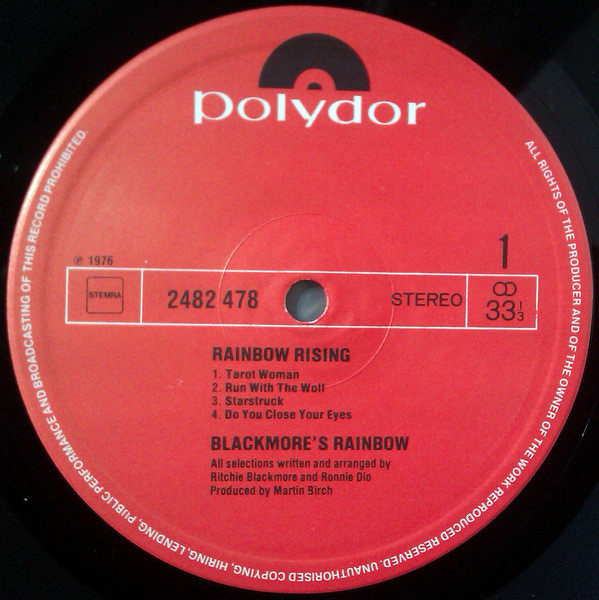 polydor
℗ 1976
1
STEMRA
2482 478
STEREO
33 1/3
RAINBOW RISING
1. Tarot Woman
2. Run With The Wolf
3. Starstruck
4. Do You Close Your Eyes
BLACKMORE'S RAINBOW
All selections written and arranged by
Ritchie Blackmore and Ronnie Dio
Produced by Martin Birch
ALL RIGHTS OF THE PRODUCER AND OF THE OWNER OF THE WORK REPRODUCED RESERVED. UNAUTHORISED COPYING, HIRING, LENDING, PUBLIC PERFORMANCE AND BROADCASTING OF THIS RECORD PROHIBITED.